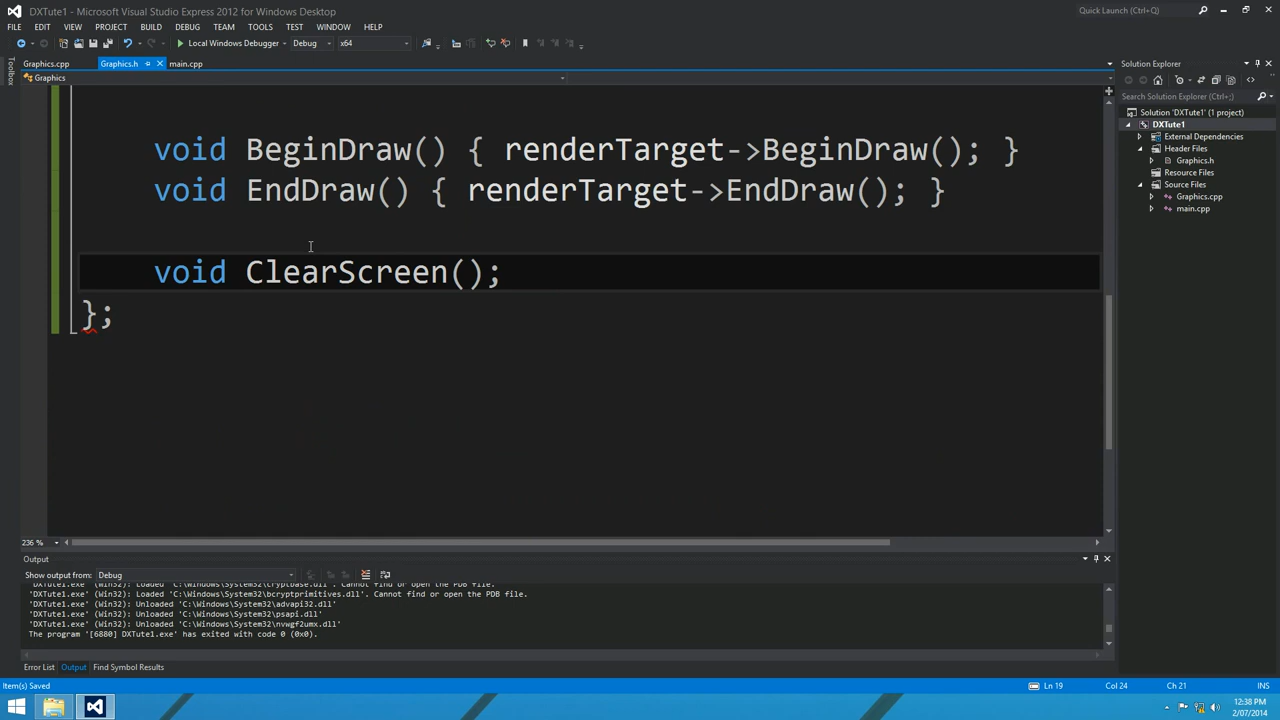 DXTute1 - Microsoft Visual Studio Express 2012 for Windows Desktop
Quick Launch (Ctrl+Q)
FILE EDIT VIEW PROJECT BUILD DEBUG TEAM TOOLS TEST WINDOW HELP
Local Windows Debugger Debug x64
Toolbox
Graphics.cpp Graphics.h main.cpp
Graphics
void BeginDraw() { renderTarget->BeginDraw(); }
void EndDraw() { renderTarget->EndDraw(); }
void ClearScreen();
};
236 %
Solution Explorer
Search Solution Explorer (Ctrl+;)
Solution 'DXTute1' (1 project)
DXTute1
External Dependencies
Header Files
Graphics.h
Resource Files
Source Files
Graphics.cpp
main.cpp
Output
Show output from: Debug
'DXTute1.exe' (Win32): Loaded 'C:\Windows\System32\cryptbase.dll'. Cannot find or open the PDB file.
'DXTute1.exe' (Win32): Loaded 'C:\Windows\System32\bcryptprimitives.dll'. Cannot find or open the PDB file.
'DXTute1.exe' (Win32): Unloaded 'C:\Windows\System32\advapi32.dll'
'DXTute1.exe' (Win32): Unloaded 'C:\Windows\System32\psapi.dll'
'DXTute1.exe' (Win32): Unloaded 'C:\Windows\System32\nvwgf2umx.dll'
The program '[6880] DXTute1.exe' has exited with code 0 (0x0).
Error List Output Find Symbol Results
Item(s) Saved Ln 19 Col 24 Ch 21 INS
12:38 PM
2/07/2014